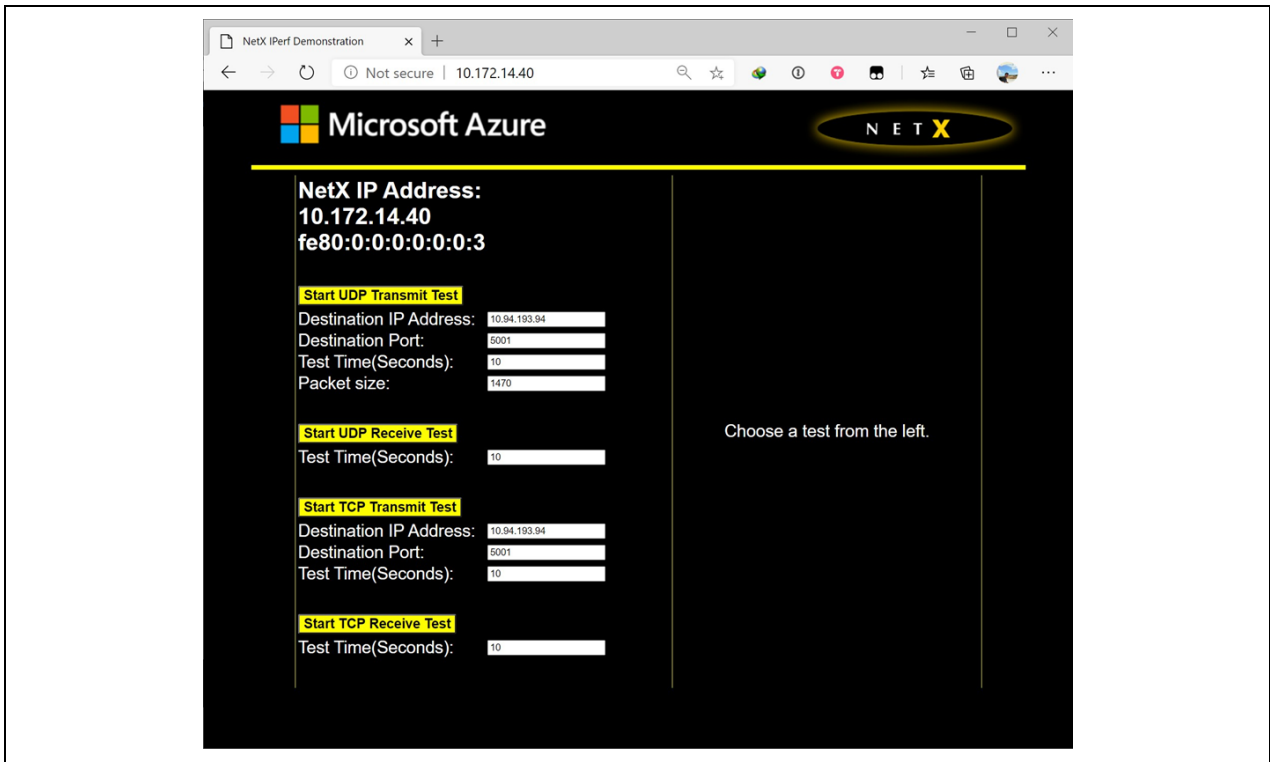 NetX IPerf Demonstration
Not secure | 10.172.14.40
Microsoft Azure
NETX
NetX IP Address:
10.172.14.40
fe80:0:0:0:0:0:0:3
Start UDP Transmit Test
Destination IP Address: 10.94.193.94
Destination Port: 5001
Test Time(Seconds): 10
Packet size: 1470
Start UDP Receive Test
Test Time(Seconds): 10
Start TCP Transmit Test
Destination IP Address: 10.94.193.94
Destination Port: 5001
Test Time(Seconds): 10
Start TCP Receive Test
Test Time(Seconds): 10
Choose a test from the left.